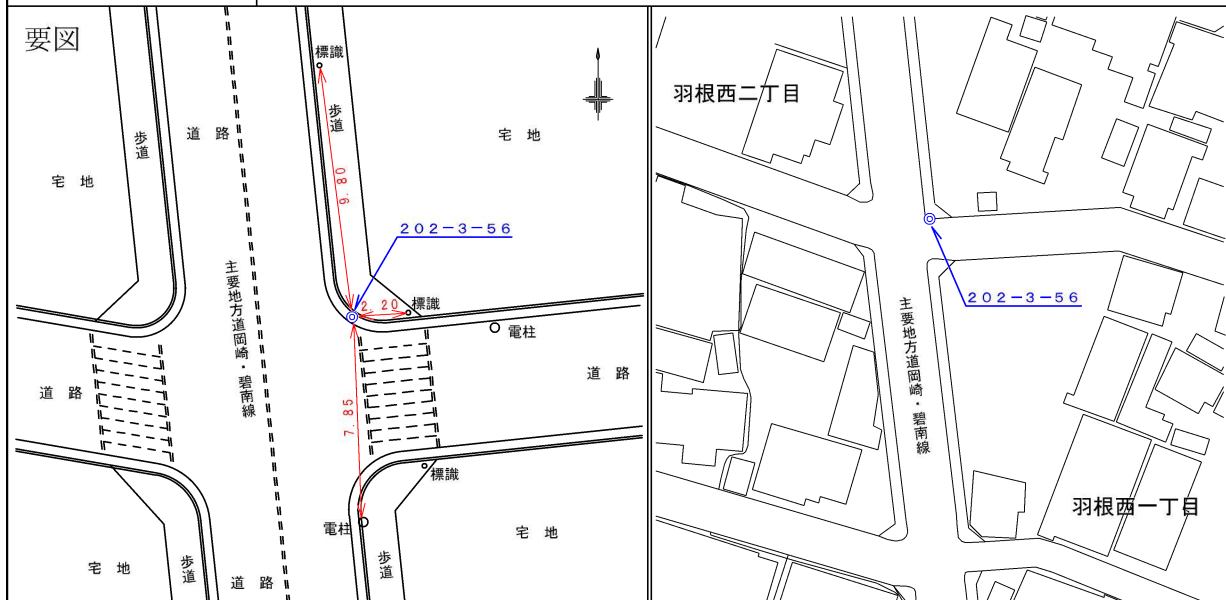 要図
標識
歩道
宅地
歩道
道路
宅地
9.80
202-3-56
主要地方道岡崎・碧南線
2.20
標識
電柱
道路
道路
7.85
標識
電柱
宅地
宅地
歩道
道路
歩道
羽根西二丁目
202-3-56
主要地方道岡崎・碧南線
羽根西一丁目